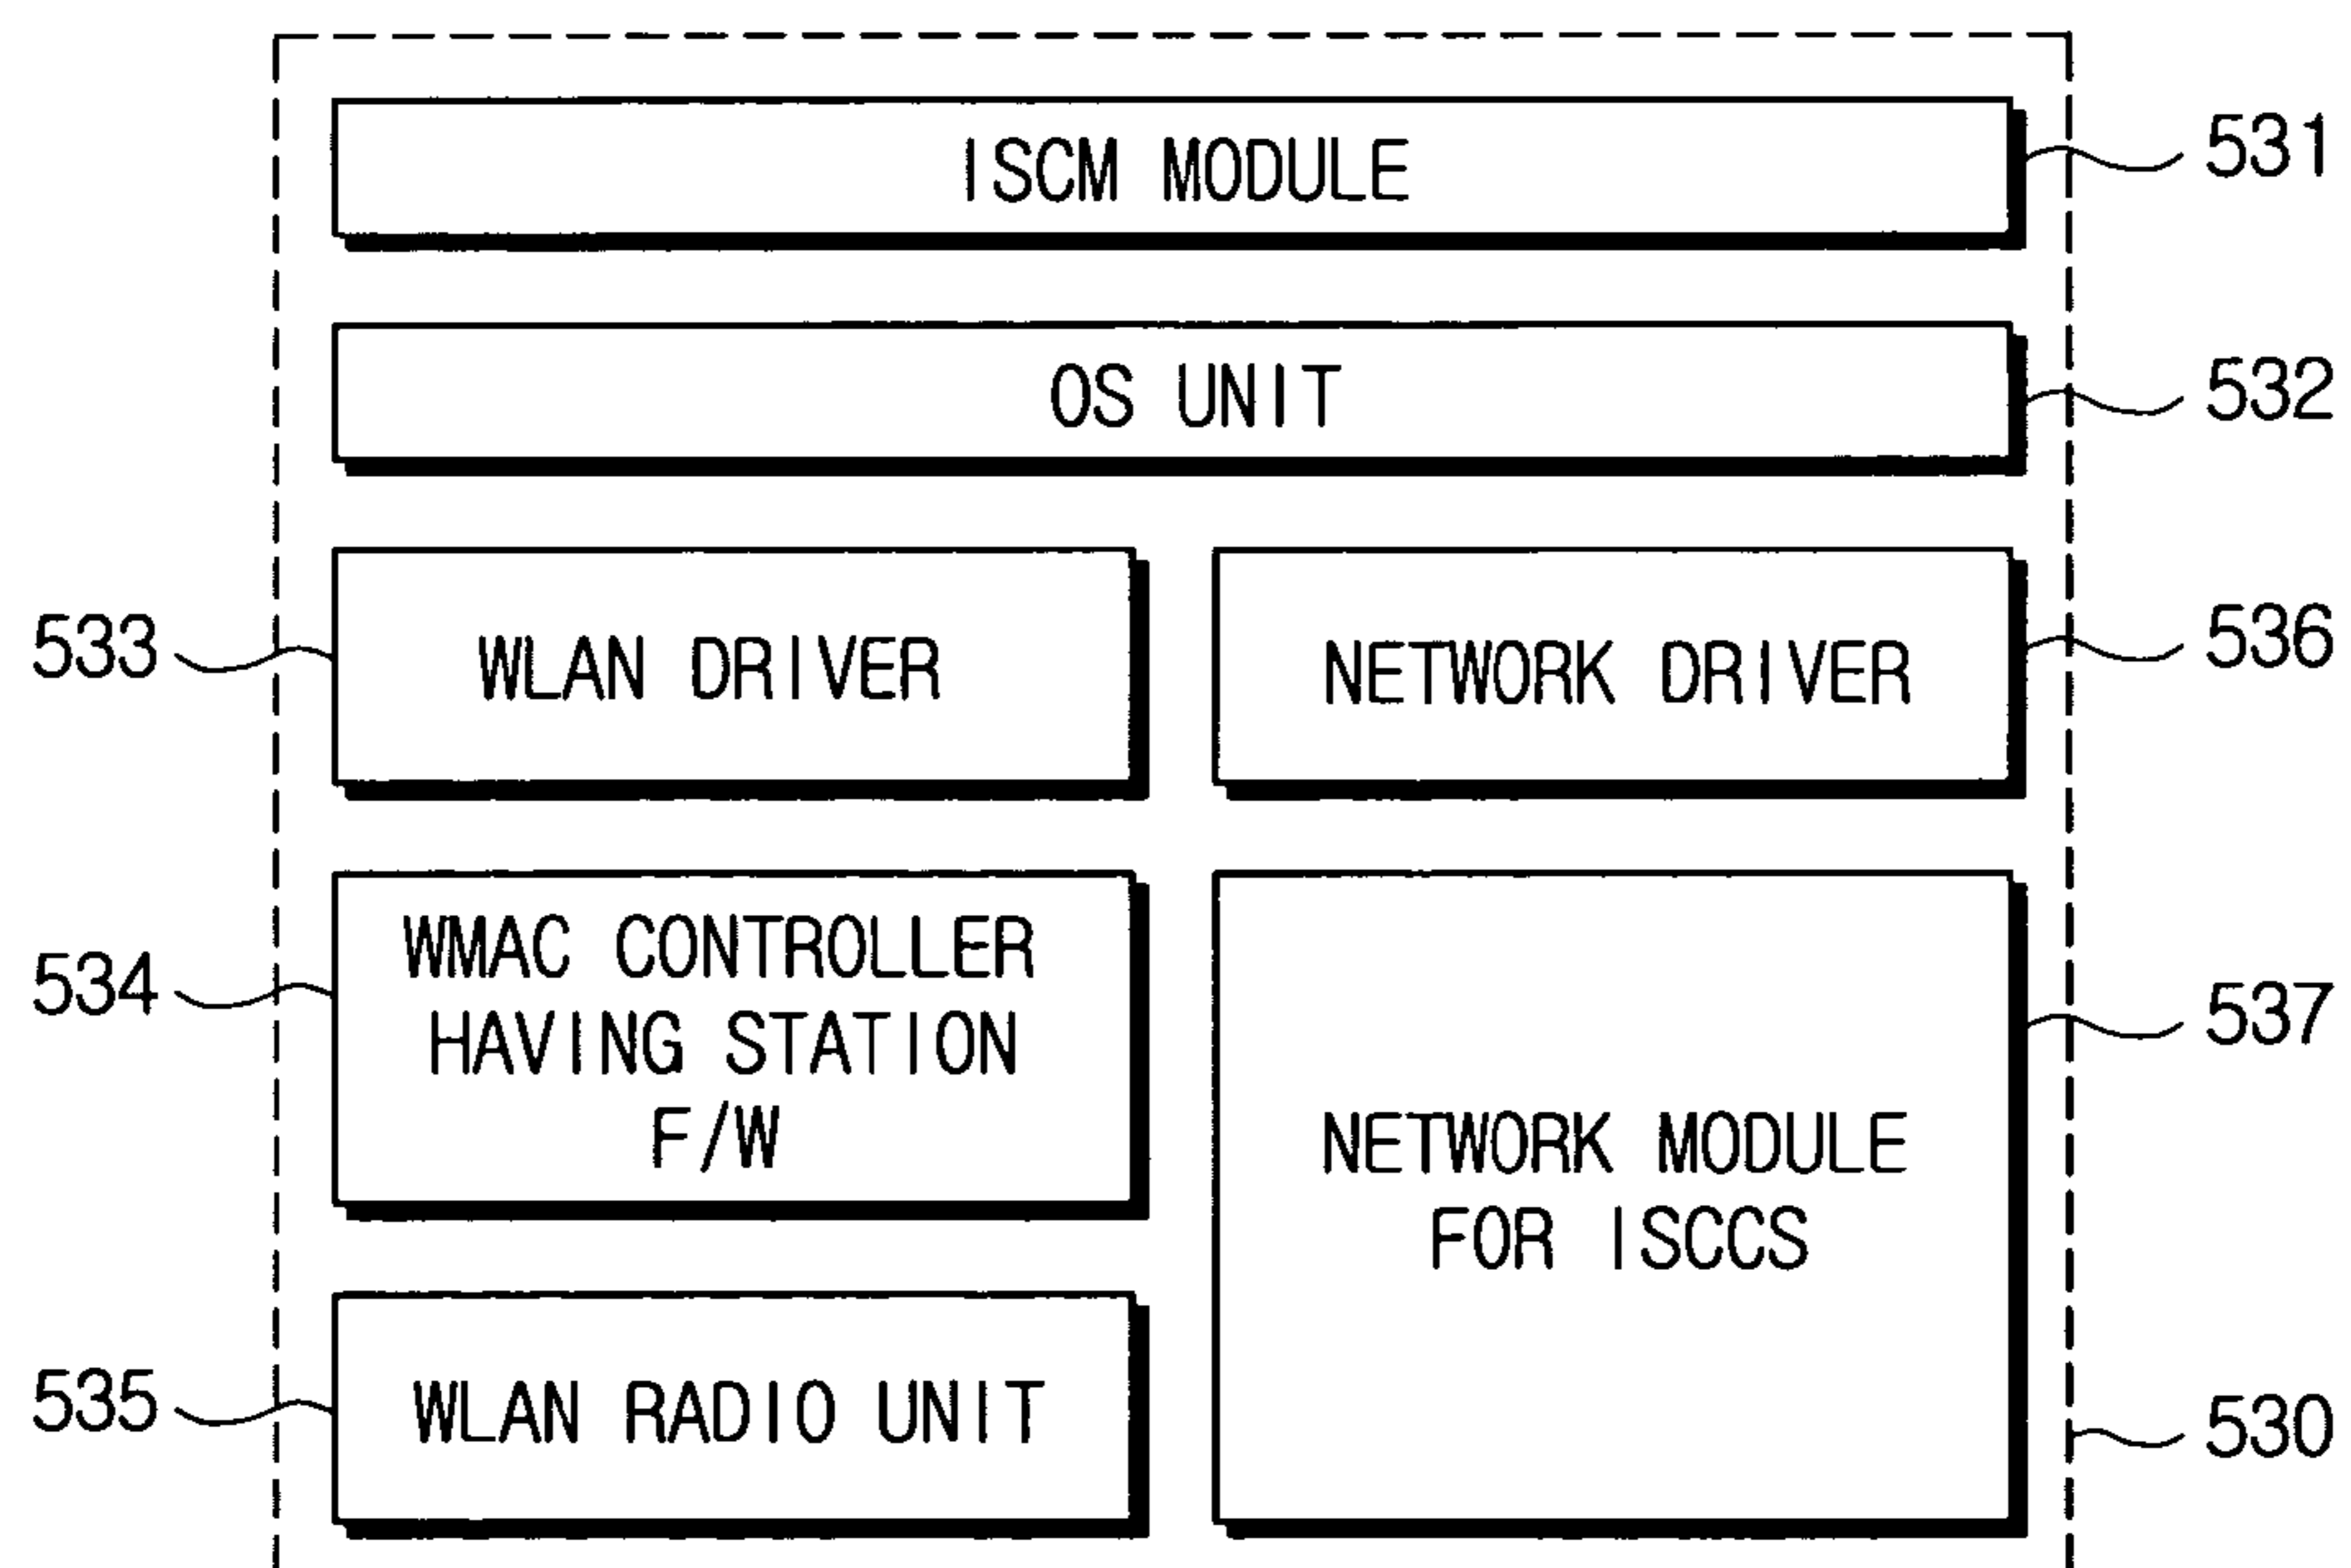 ISCM MODULE
531
OS UNIT
532
533
WLAN DRIVER
NETWORK DRIVER
536
534
WMAC CONTROLLER
HAVING STATION
F/W
NETWORK MODULE
FOR ISCCS
537
535
WLAN RADIO UNIT
530